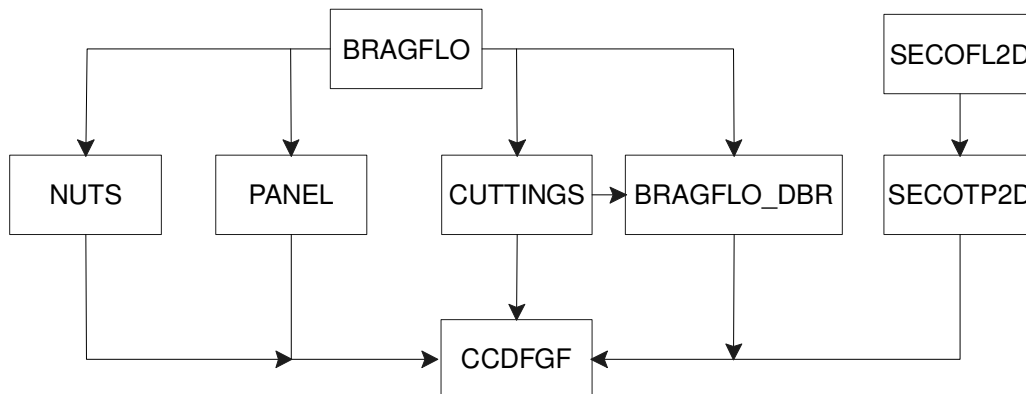 BRAGFLO
SECOFL2D
NUTS
PANEL
CUTTINGS
BRAGFLO_DBR
SECOTP2D
CCDFGF